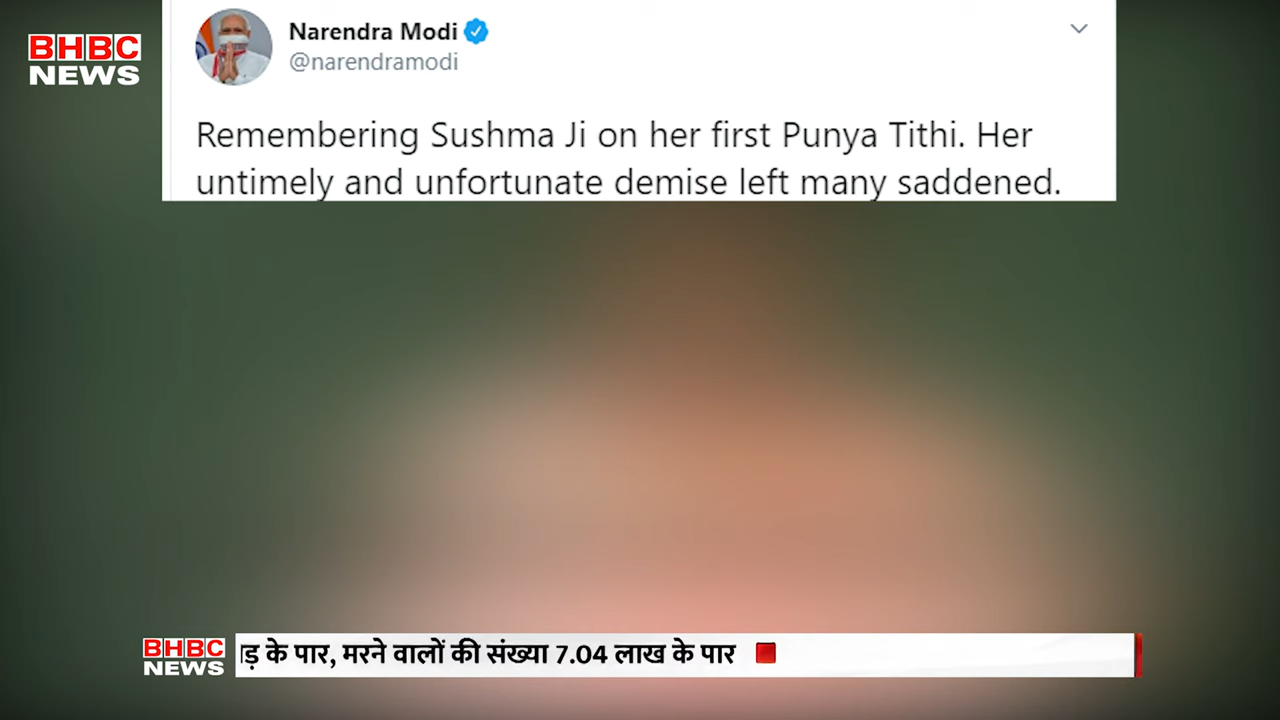 BHBC
NEWS
Narendra Modi
@narendramodi
Remembering Sushma Ji on her first Punya Tithi. Her
untimely and unfortunate demise left many saddened.
BHBC
NEWS
के पार, मरने वालों की संख्या 7.04 लाख के पार